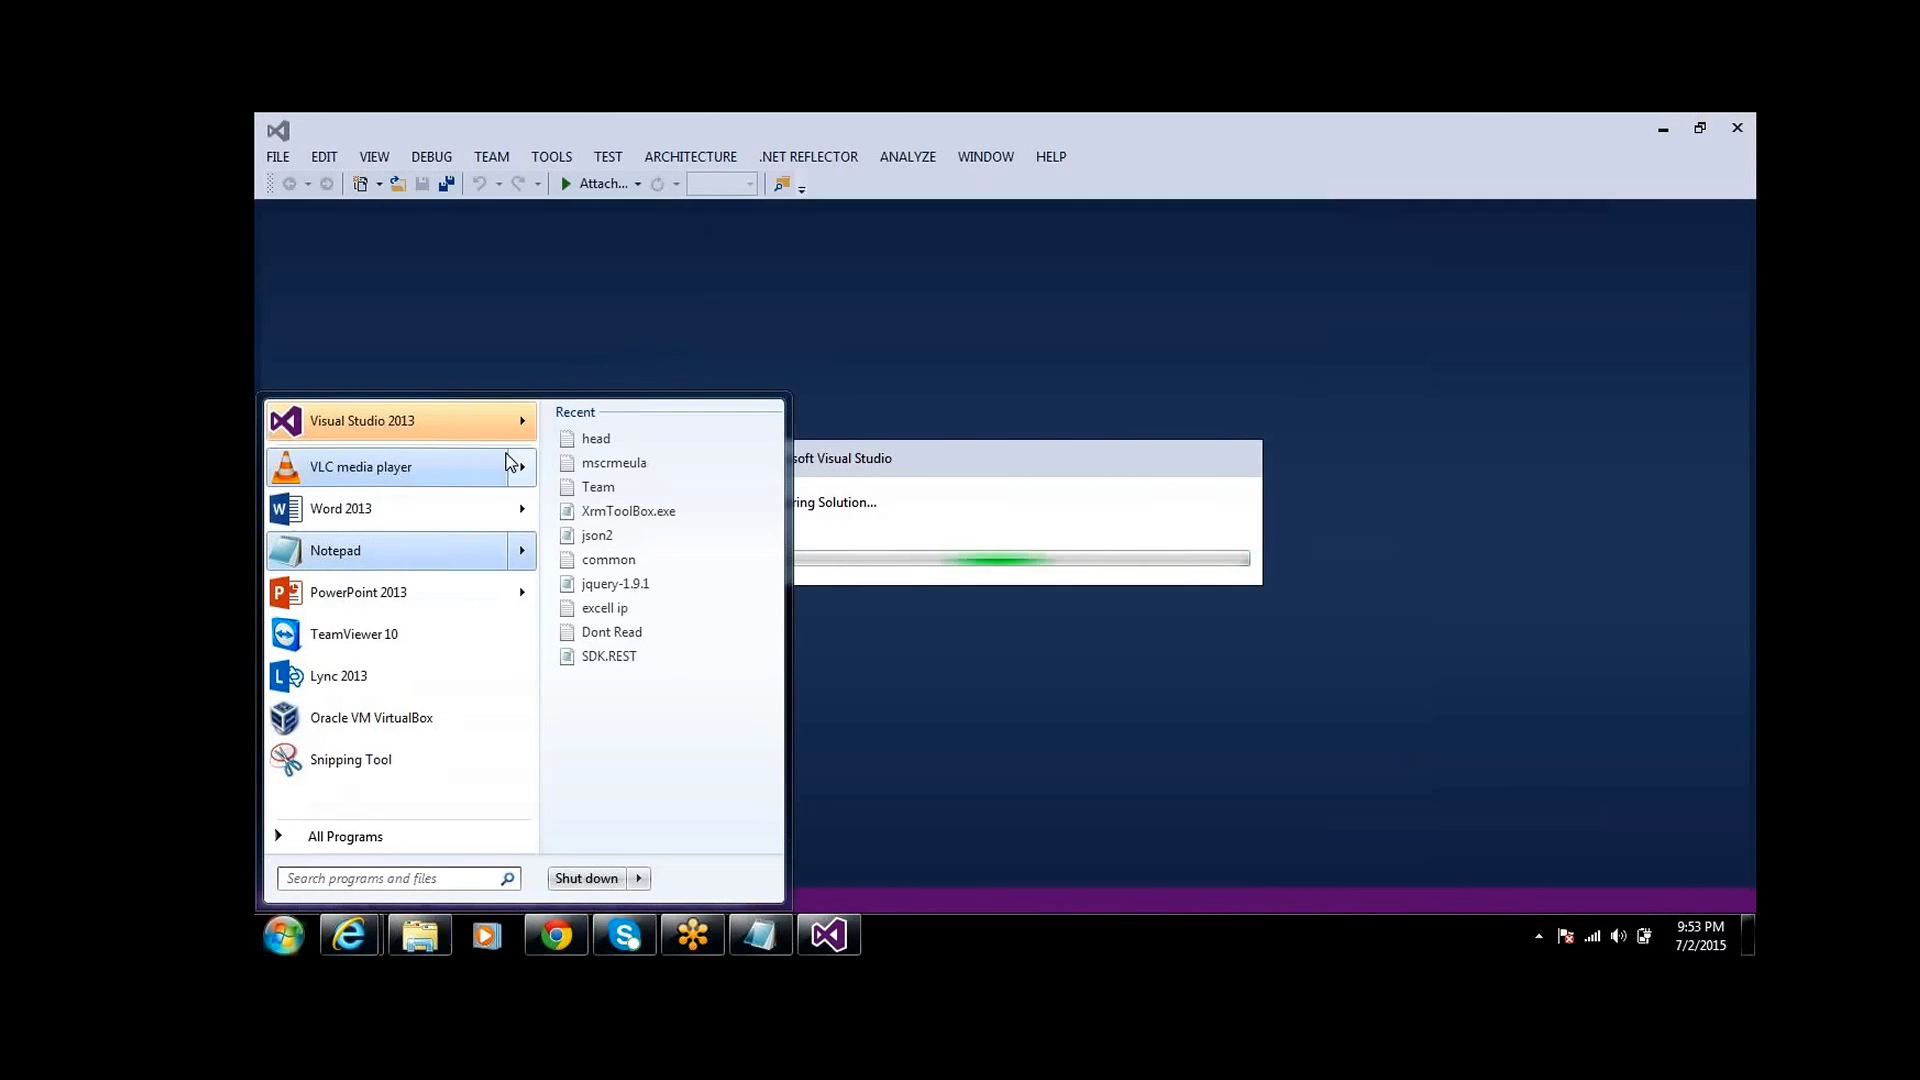 FILE EDIT VIEW DEBUG TEAM TOOLS TEST ARCHITECTURE .NET REFLECTOR ANALYZE WINDOW HELP
Attach...
Visual Studio 2013
VLC media player
Word 2013
Notepad
PowerPoint 2013
TeamViewer 10
Lync 2013
Oracle VM VirtualBox
Snipping Tool
All Programs
Search programs and files
Recent
head
mscrmeula
Team
XrmToolBox.exe
json2
common
jquery-1.9.1
excell ip
Dont Read
SDK.REST
Shut down
soft Visual Studio
ring Solution...
9:53 PM
7/2/2015